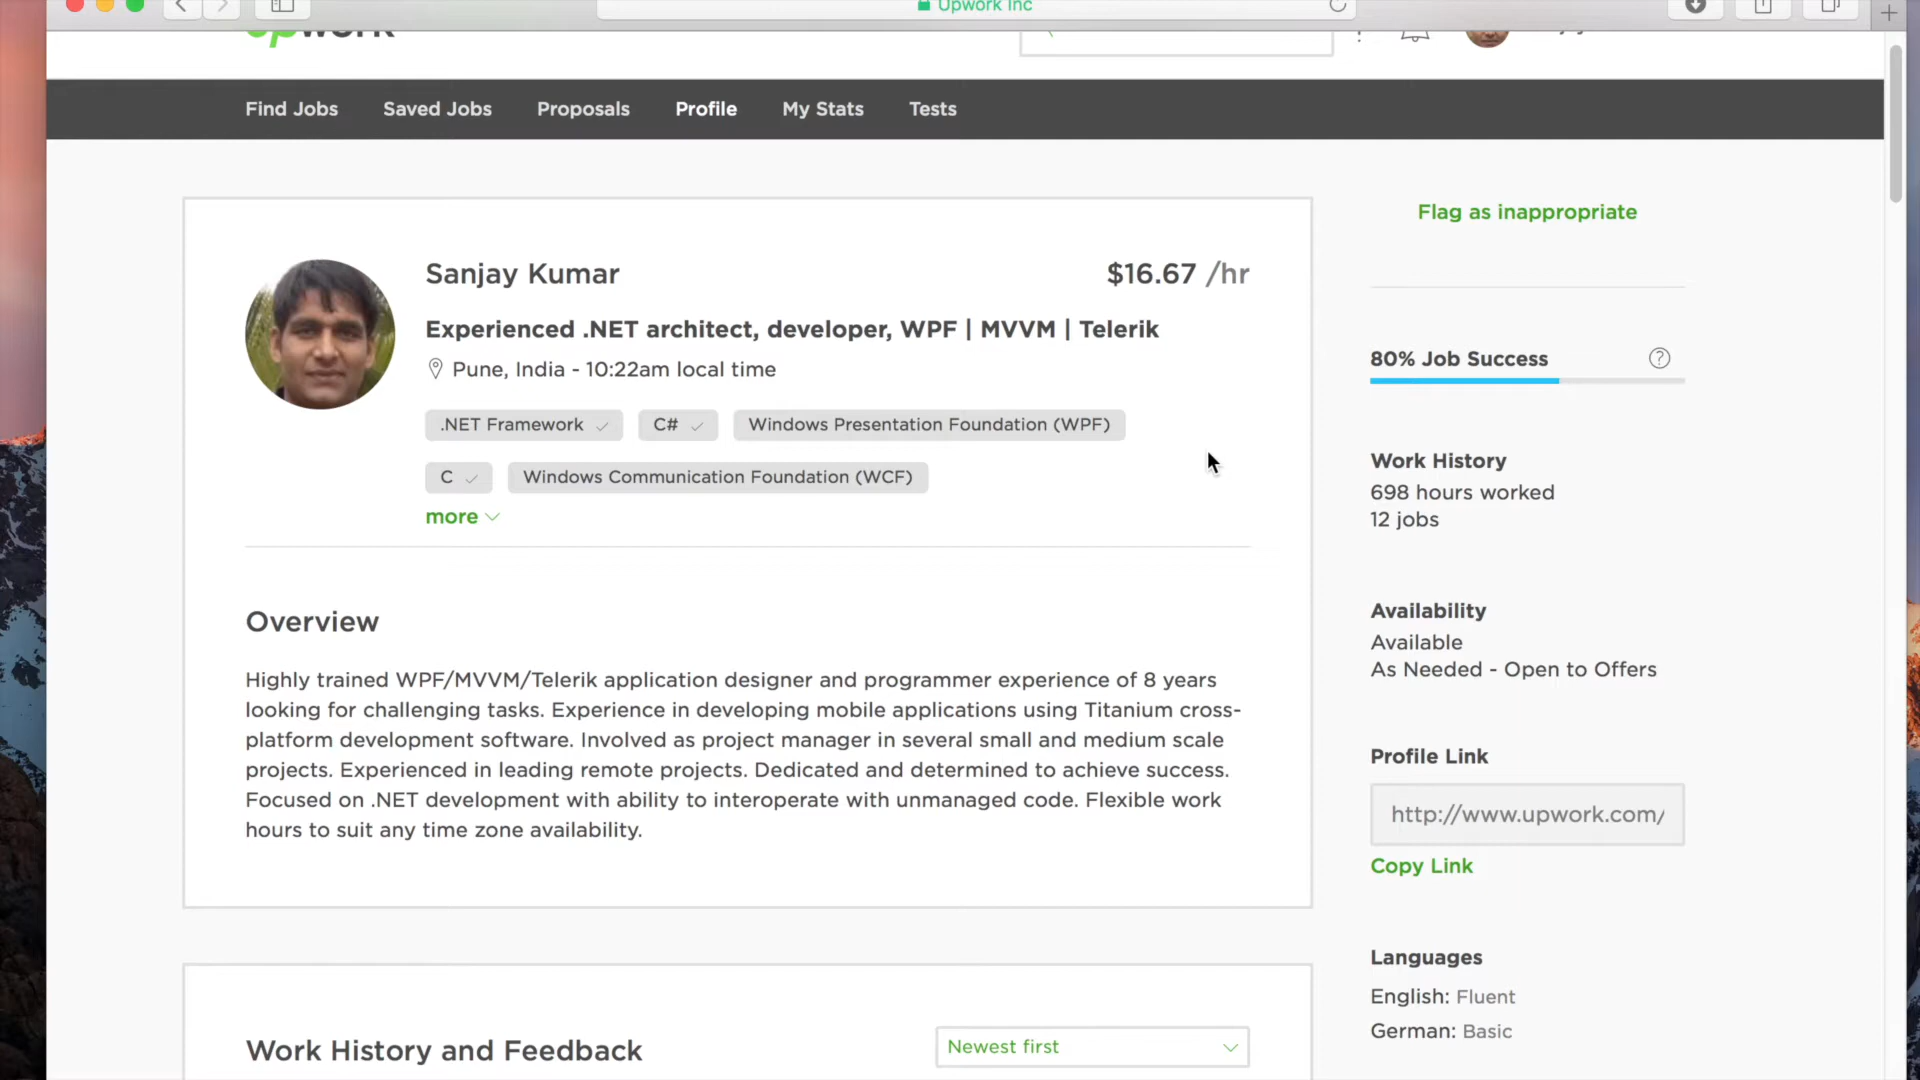 Upwork Inc
upwork
Find Jobs
Saved Jobs
Proposals
Profile
My Stats
Tests
Flag as inappropriate
Sanjay Kumar
$16.67 /hr
Experienced .NET architect, developer, WPF | MVVM | Telerik
Pune, India - 10:22am local time
.NET Framework
C#
Windows Presentation Foundation (WPF)
C
Windows Communication Foundation (WCF)
more
80% Job Success
?
Work History
698 hours worked
12 jobs
Availability
Available
As Needed - Open to Offers
Overview
Highly trained WPF/MVVM/Telerik application designer and programmer experience of 8 years
looking for challenging tasks. Experience in developing mobile applications using Titanium cross-
platform development software. Involved as project manager in several small and medium scale
projects. Experienced in leading remote projects. Dedicated and determined to achieve success.
Focused on .NET development with ability to interoperate with unmanaged code. Flexible work
hours to suit any time zone availability.
Profile Link
http://www.upwork.com/
Copy Link
Languages
English: Fluent
German: Basic
Work History and Feedback
Newest first